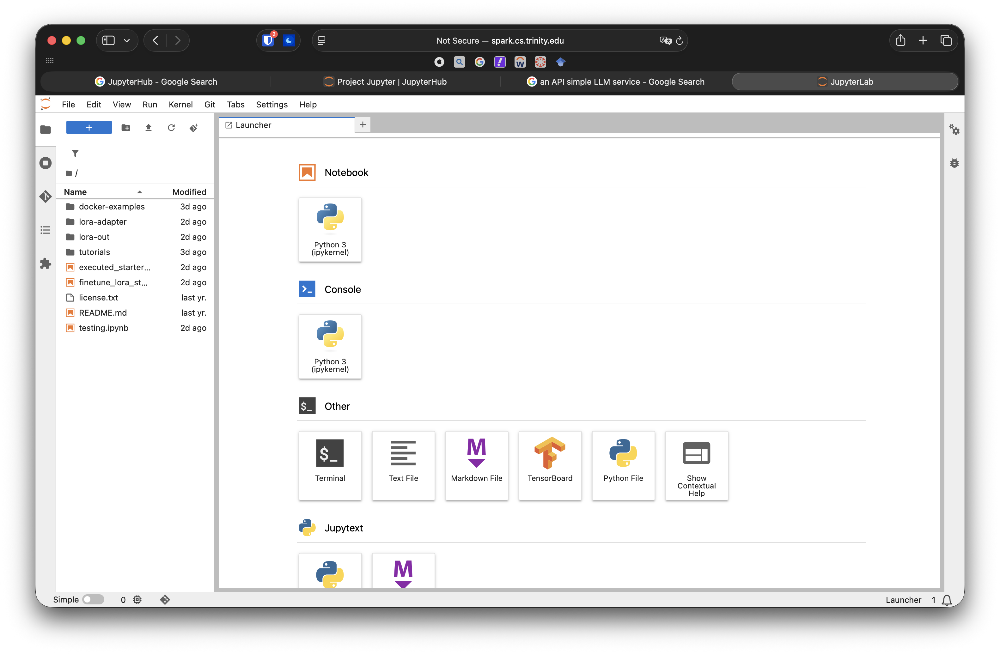 2
Not Secure — spark.cs.trinity.edu
JupyterHub - Google Search
Project Jupyter | JupyterHub
an API simple LLM service - Google Search
JupyterLab
File Edit View Run Kernel Git Tabs Settings Help
Launcher
/
Name Modified
docker-examples 3d ago
lora-adapter 2d ago
lora-out 2d ago
tutorials 3d ago
executed_starter... 2d ago
finetune_lora_st... 2d ago
license.txt last yr.
README.md last yr.
testing.ipynb 2d ago
Notebook
Python 3
(ipykernel)
Console
Python 3
(ipykernel)
$_ Other
$_
Terminal
Text File
Markdown File
TensorBoard
Python File
Show
Contextual
Help
Jupytext
Simple 0
Launcher 1